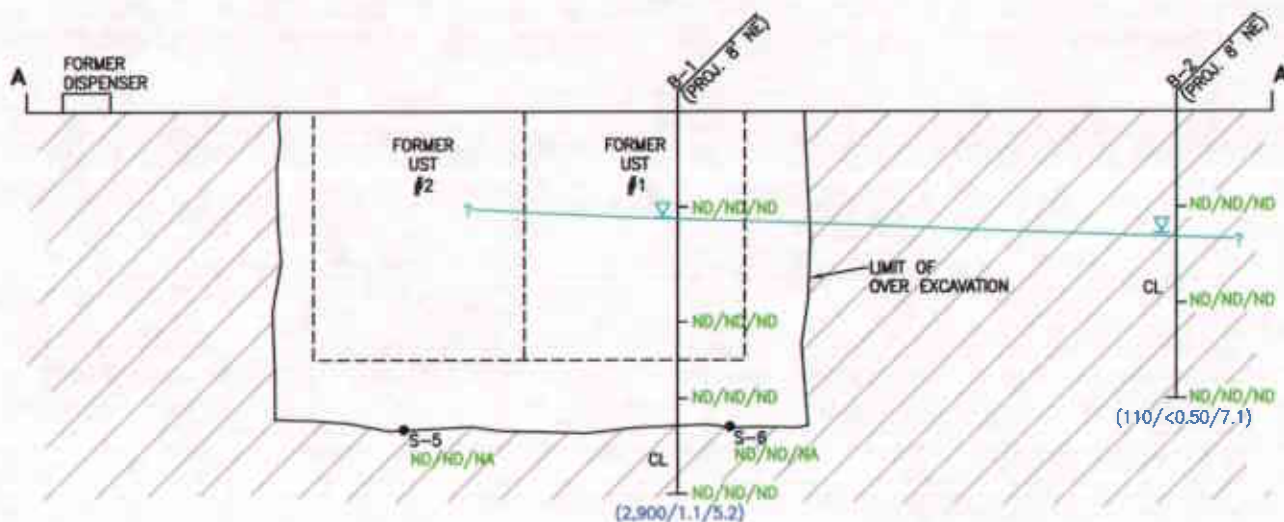 A
FORMER
DISPENSER
B-1
(PROJ. 8' NE)
B-2
(PROJ. 8' NE)
A
FORMER
UST
#2
FORMER
UST
#1
?
ND/ND/ND
ND/ND/ND
?
LIMIT OF
OVER EXCAVATION
CL
ND/ND/ND
ND/ND/ND
ND/ND/ND
ND/ND/ND
(110/<0.50/7.1)
S-5
ND/ND/NA
S-6
ND/ND/NA
CL
ND/ND/ND
(2,900/1.1/5.2)